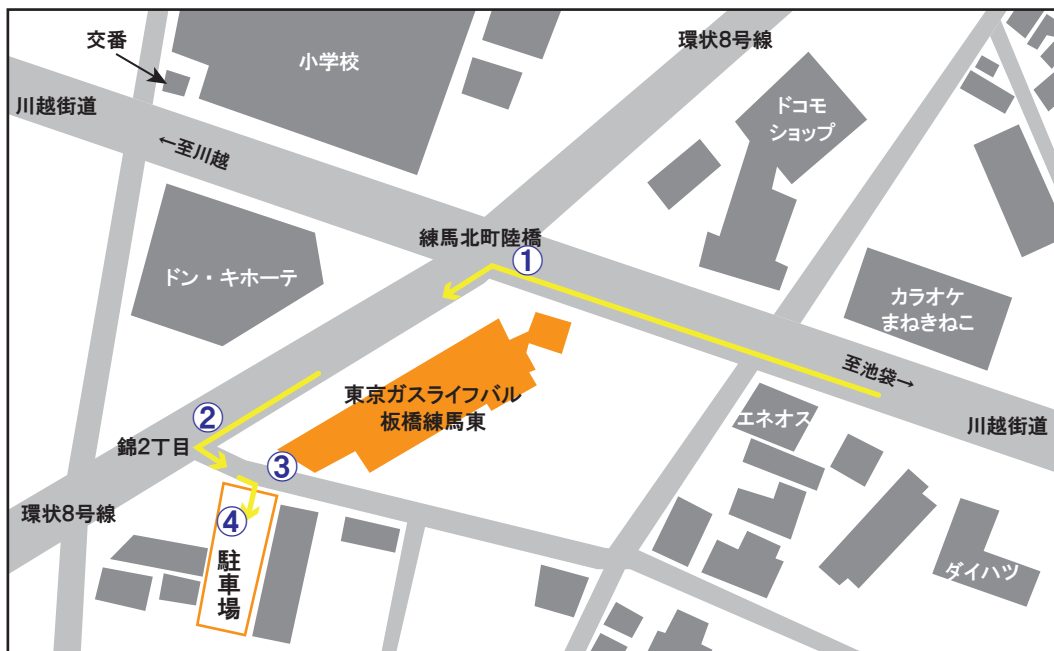 交番
小学校
環状8号線
川越街道
ドコモ
ショップ
←至川越
練馬北町陸橋
①
ドン・キホーテ
カラオケ
まねきねこ
至池袋→
東京ガスライフバル
板橋練馬東
②
エネオス
川越街道
錦2丁目
③
環状8号線
④
駐車場
ダイハツ